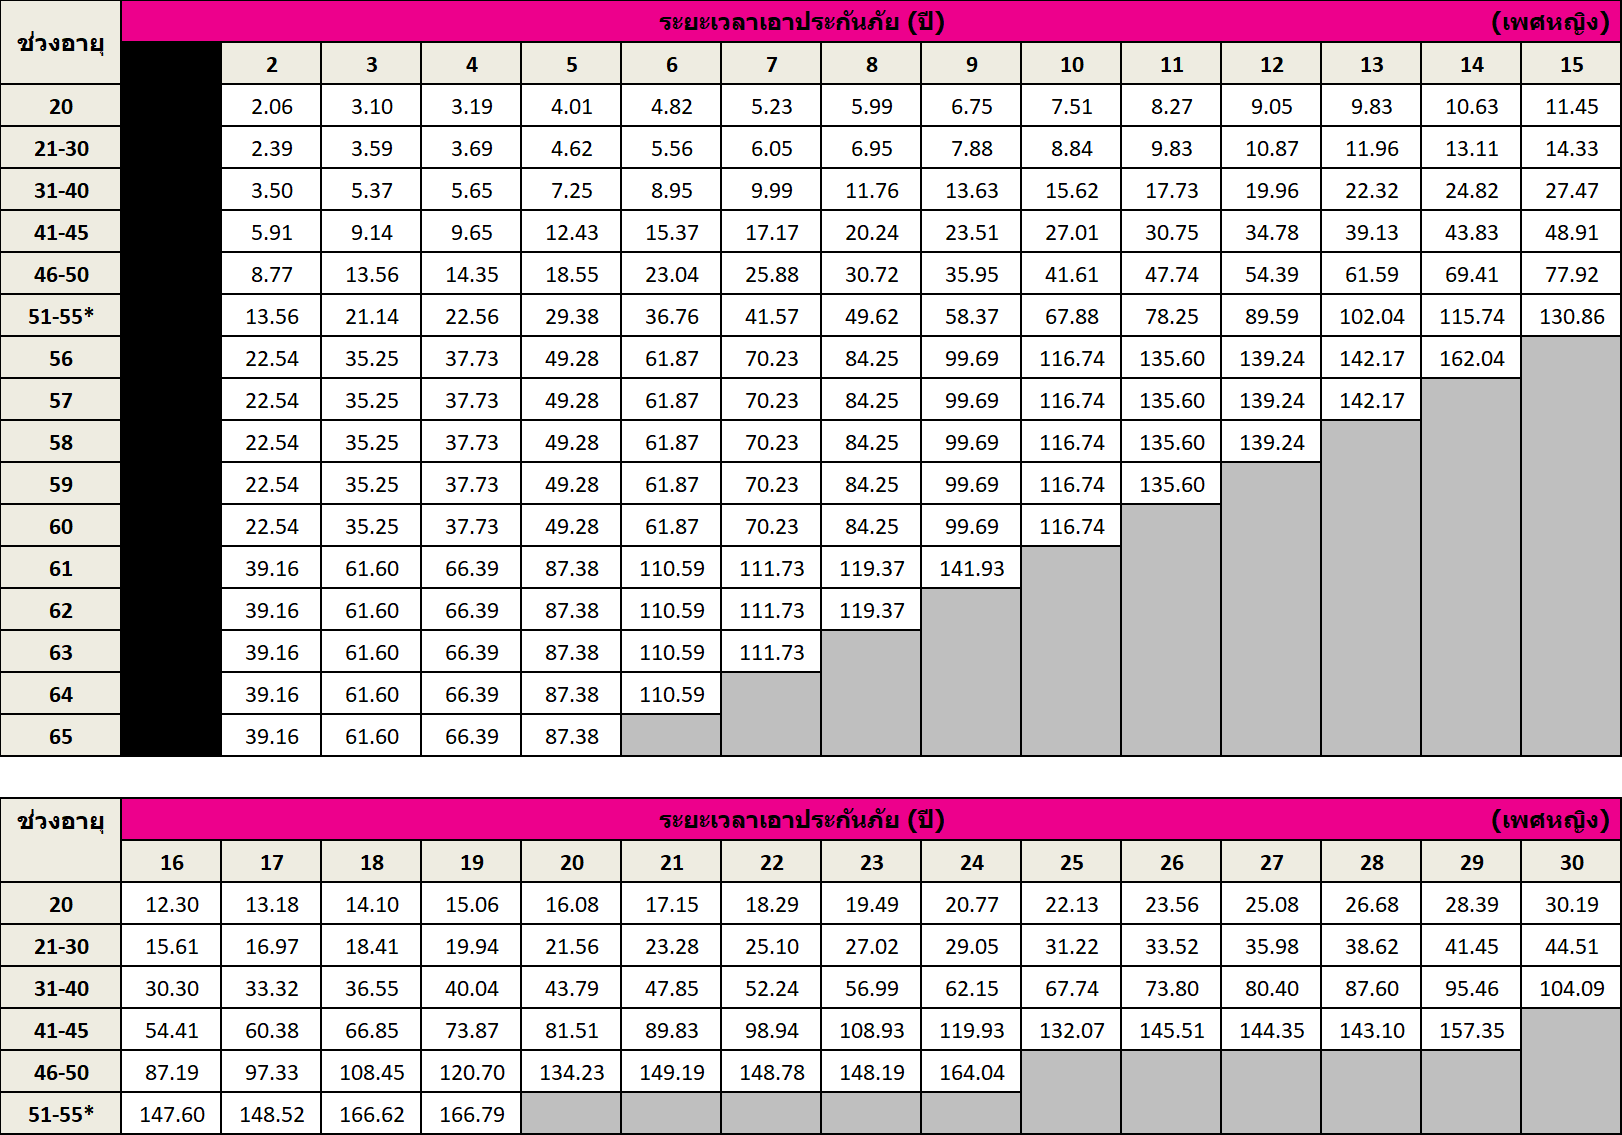 ช่วงอายุ ระยะเวลาเอาประกันภัย (ปี) (เพศหญิง)
2 3 4 5 6 7 8 9 10 11 12 13 14 15
20 2.06 3.10 3.19 4.01 4.82 5.23 5.99 6.75 7.51 8.27 9.05 9.83 10.63 11.45
21-30 2.39 3.59 3.69 4.62 5.56 6.05 6.95 7.88 8.84 9.83 10.87 11.96 13.11 14.33
31-40 3.50 5.37 5.65 7.25 8.95 9.99 11.76 13.63 15.62 17.73 19.96 22.32 24.82 27.47
41-45 5.91 9.14 9.65 12.43 15.37 17.17 20.24 23.51 27.01 30.75 34.78 39.13 43.83 48.91
46-50 8.77 13.56 14.35 18.55 23.04 25.88 30.72 35.95 41.61 47.74 54.39 61.59 69.41 77.92
51-55* 13.56 21.14 22.56 29.38 36.76 41.57 49.62 58.37 67.88 78.25 89.59 102.04 115.74 130.86
56 22.54 35.25 37.73 49.28 61.87 70.23 84.25 99.69 116.74 135.60 139.24 142.17 162.04
57 22.54 35.25 37.73 49.28 61.87 70.23 84.25 99.69 116.74 135.60 139.24 142.17
58 22.54 35.25 37.73 49.28 61.87 70.23 84.25 99.69 116.74 135.60 139.24
59 22.54 35.25 37.73 49.28 61.87 70.23 84.25 99.69 116.74 135.60
60 22.54 35.25 37.73 49.28 61.87 70.23 84.25 99.69 116.74
61 39.16 61.60 66.39 87.38 110.59 111.73 119.37 141.93
62 39.16 61.60 66.39 87.38 110.59 111.73 119.37
63 39.16 61.60 66.39 87.38 110.59 111.73
64 39.16 61.60 66.39 87.38 110.59
65 39.16 61.60 66.39 87.38
ช่วงอายุ ระยะเวลาเอาประกันภัย (ปี) (เพศหญิง)
16 17 18 19 20 21 22 23 24 25 26 27 28 29 30
20 12.30 13.18 14.10 15.06 16.08 17.15 18.29 19.49 20.77 22.13 23.56 25.08 26.68 28.39 30.19
21-30 15.61 16.97 18.41 19.94 21.56 23.28 25.10 27.02 29.05 31.22 33.52 35.98 38.62 41.45 44.51
31-40 30.30 33.32 36.55 40.04 43.79 47.85 52.24 56.99 62.15 67.74 73.80 80.40 87.60 95.46 104.09
41-45 54.41 60.38 66.85 73.87 81.51 89.83 98.94 108.93 119.93 132.07 145.51 144.35 143.10 157.35
46-50 87.19 97.33 108.45 120.70 134.23 149.19 148.78 148.19 164.04
51-55* 147.60 148.52 166.62 166.79